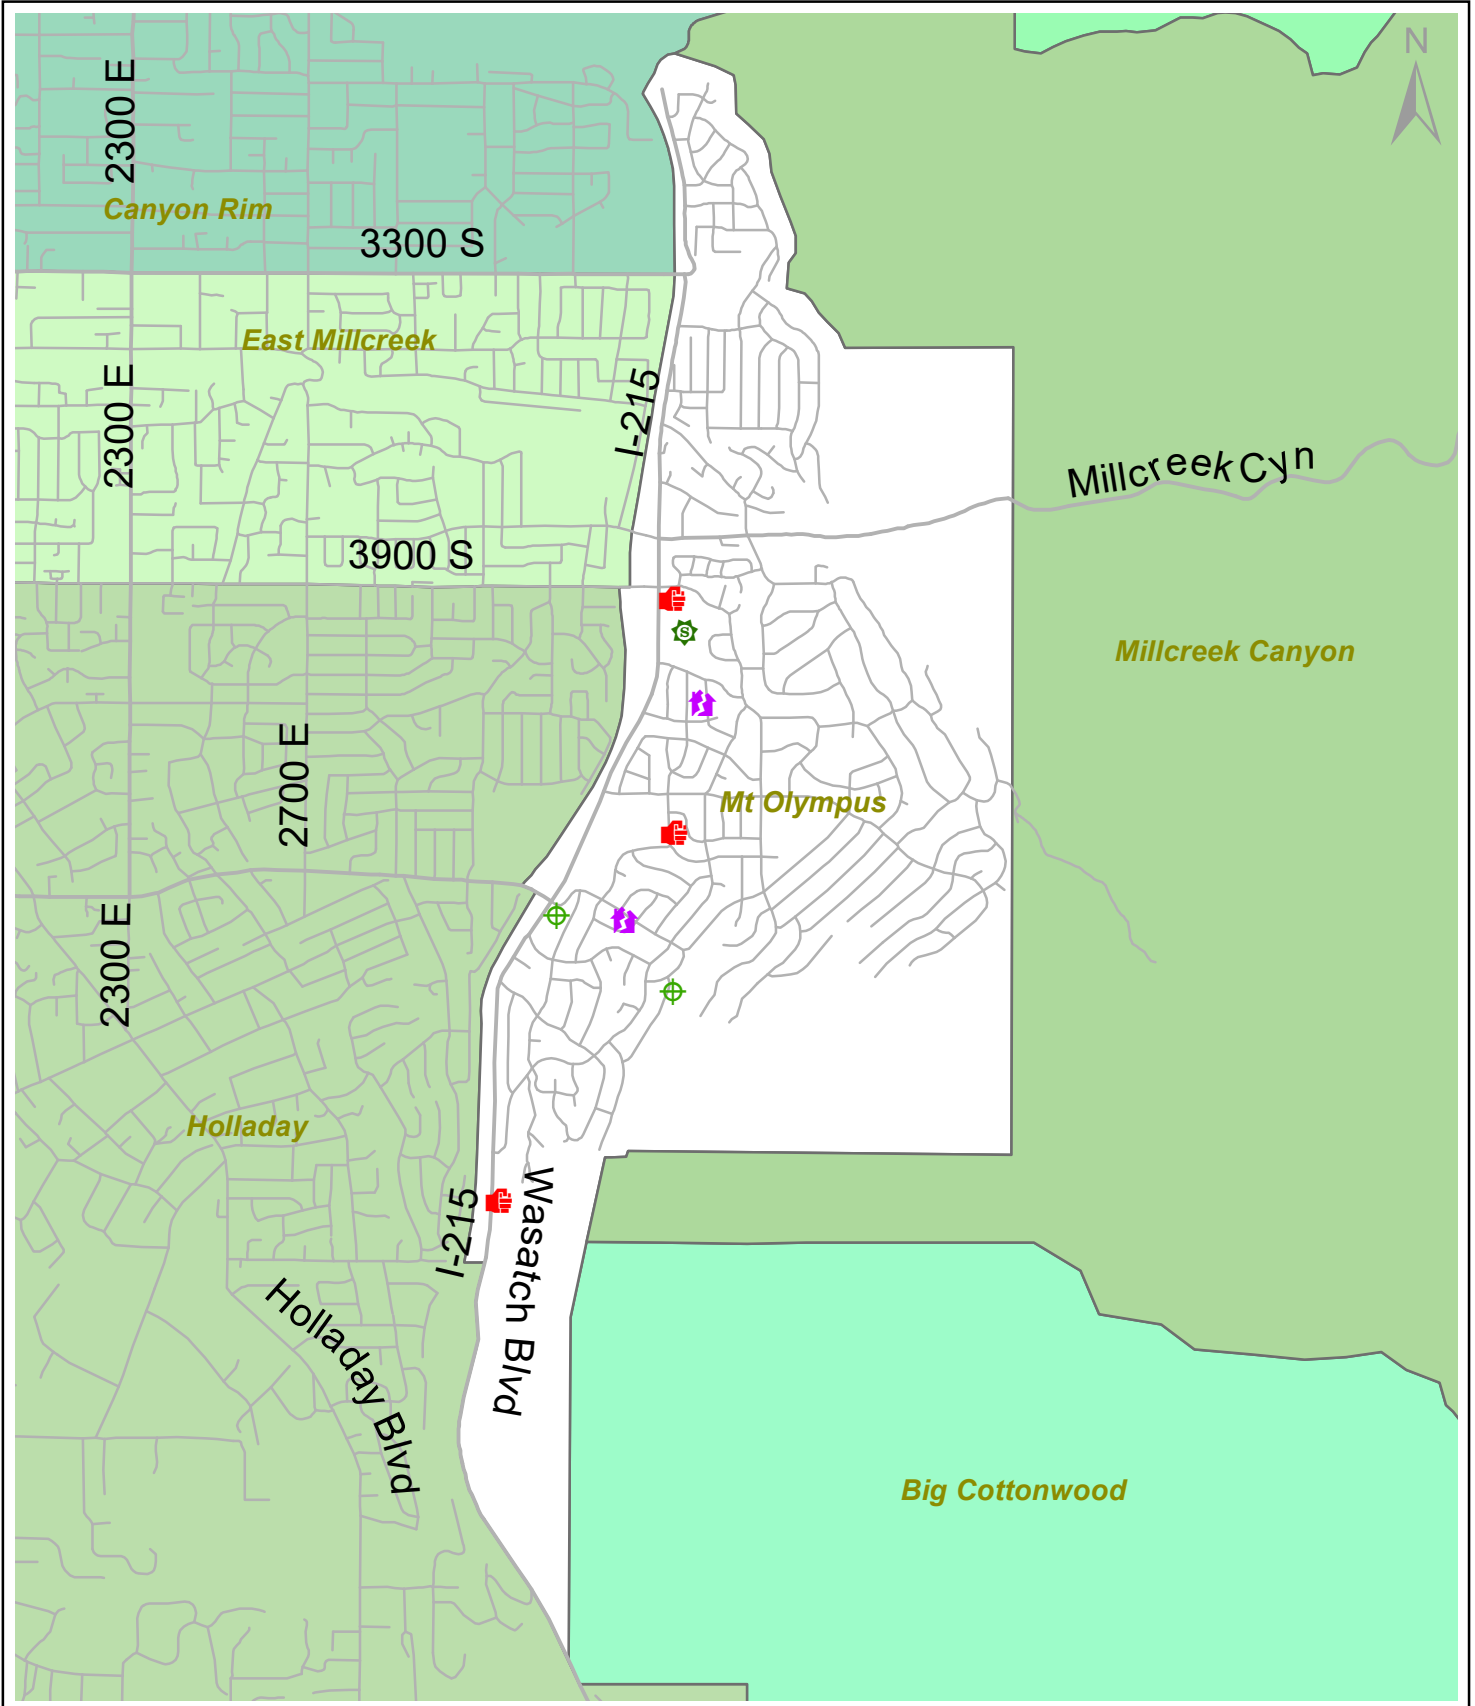 N
2300 E
Canyon Rim
3300 S
East Millcreek
2300 E
I-215
Millcreek Cyn
3900 S
S
Millcreek Canyon
2700 E
Mt Olympus
2300 E
Holladay
I-215
Wasatch Blvd
Holladay Blvd
Big Cottonwood